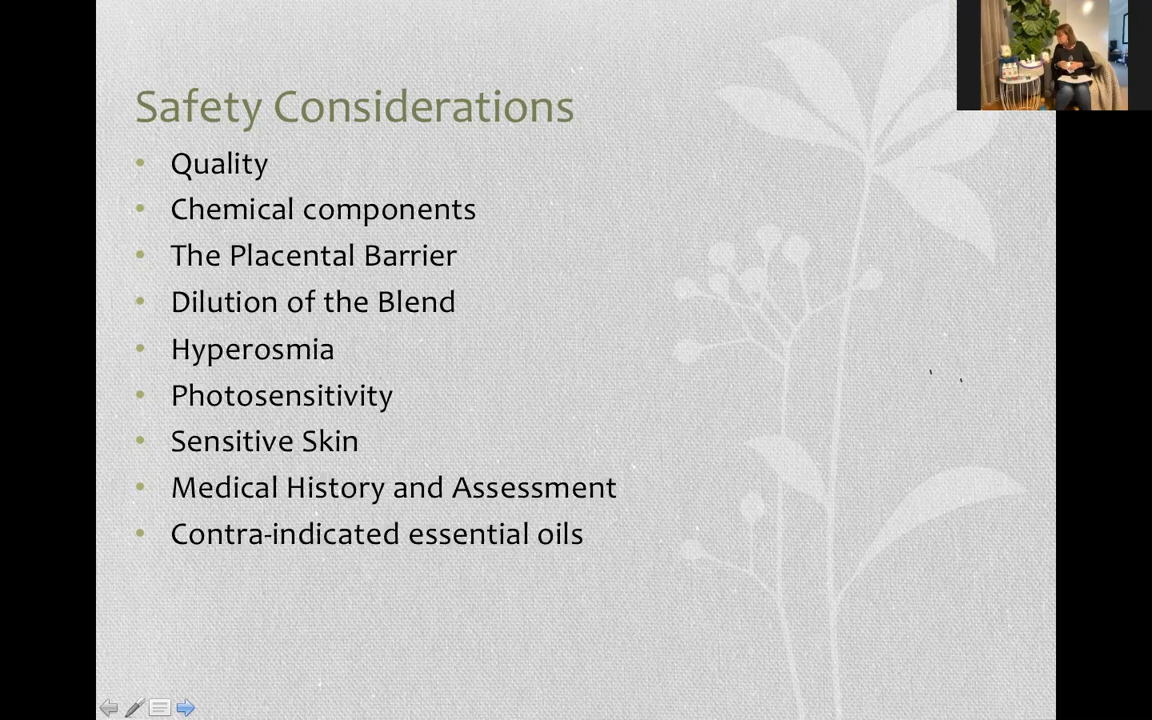 Safety Considerations
• Quality
• Chemical components
• The Placental Barrier
• Dilution of the Blend
• Hyperosmia
• Photosensitivity
• Sensitive Skin
• Medical History and Assessment
• Contra-indicated essential oils